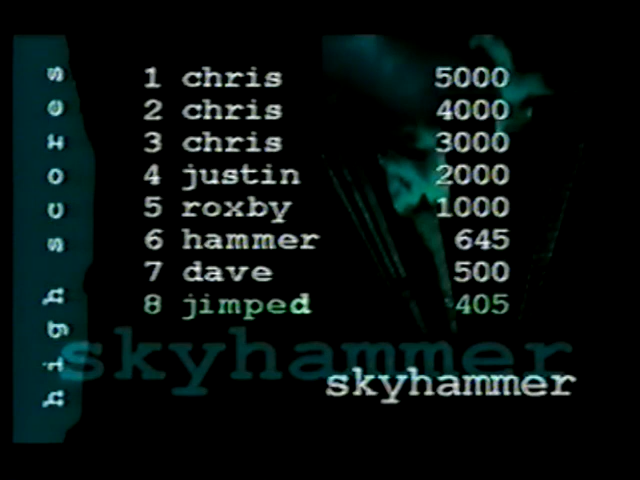 high scores
1 chris 5000
2 chris 4000
3 chris 3000
4 justin 2000
5 roxby 1000
6 hammer 645
7 dave 500
8 jimped 405
skyhammer
skyhammer